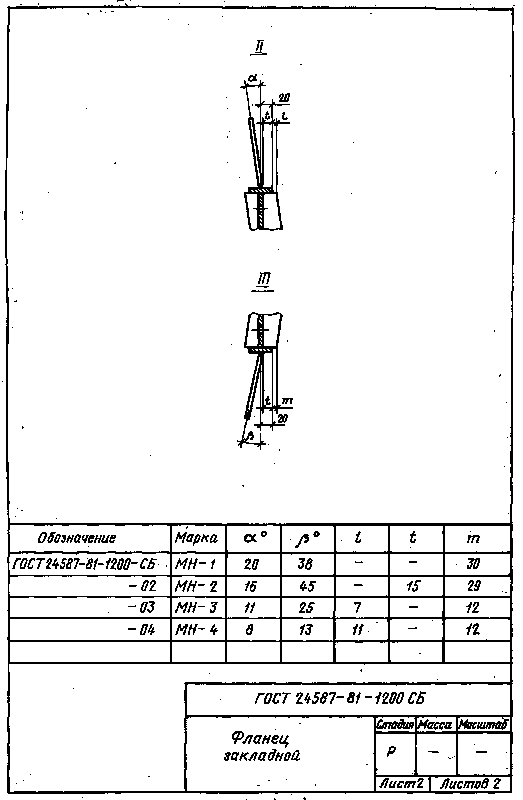 II
α
20
t l
III
t m
20
β
Обозначение Марка α° β° l t m
ГОСТ 24587-81-1200-СБ МН-1 20 38 – – 30
-02 МН-2 16 45 – 15 29
-03 МН-3 11 25 7 – 12
-04 МН-4 8 13 11 – 12
ГОСТ 24587-81-1200 СБ
Фланец закладной
Стадия Масса Масштаб
Р – –
Лист 2 Листов 2